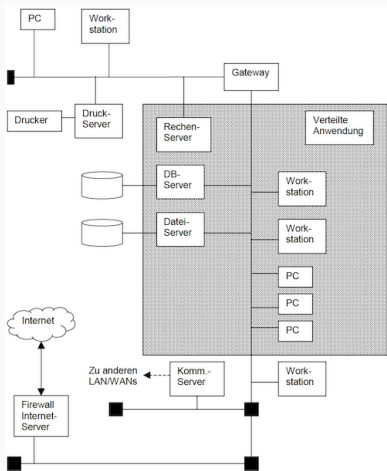 PC
Work-
station
Gateway
Drucker
Druck-
Server
Rechen-
Server
Verteilte
Anwendung
DB-
Server
Work-
station
Datei-
Server
Work-
station
PC
PC
PC
Internet
Zu anderen
LAN/WANs
Komm.-
Server
Work-
station
Firewall
Internet-
Server